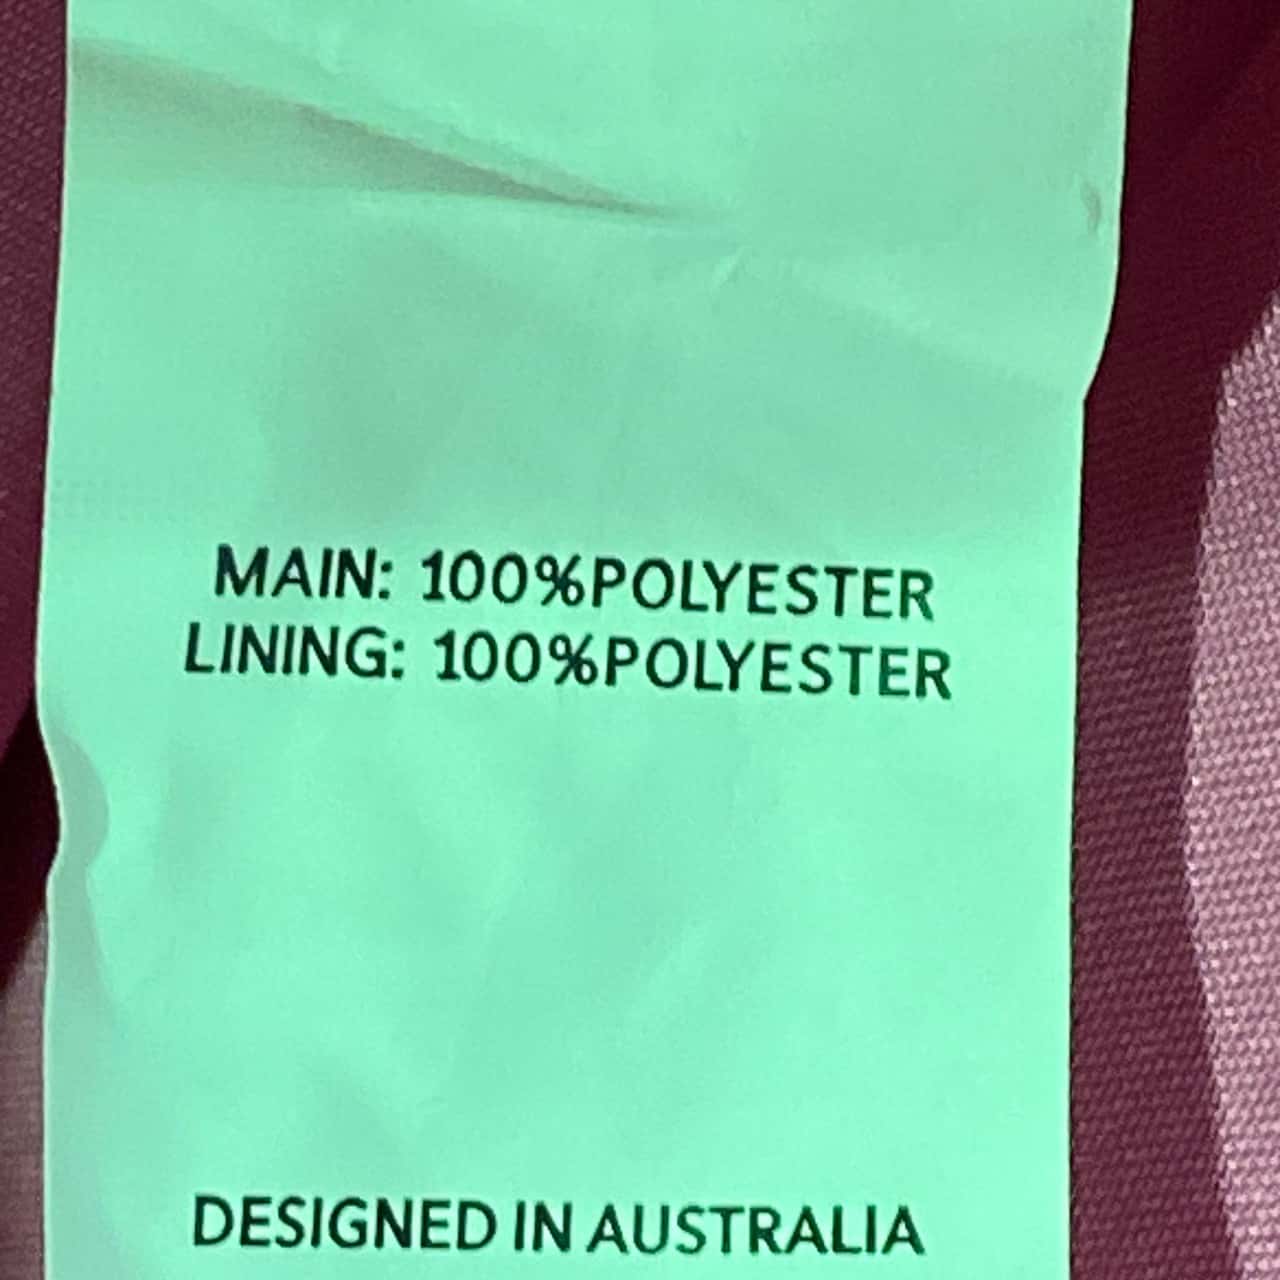 MAIN: 100%POLYESTER
LINING: 100%POLYESTER
DESIGNED IN AUSTRALIA